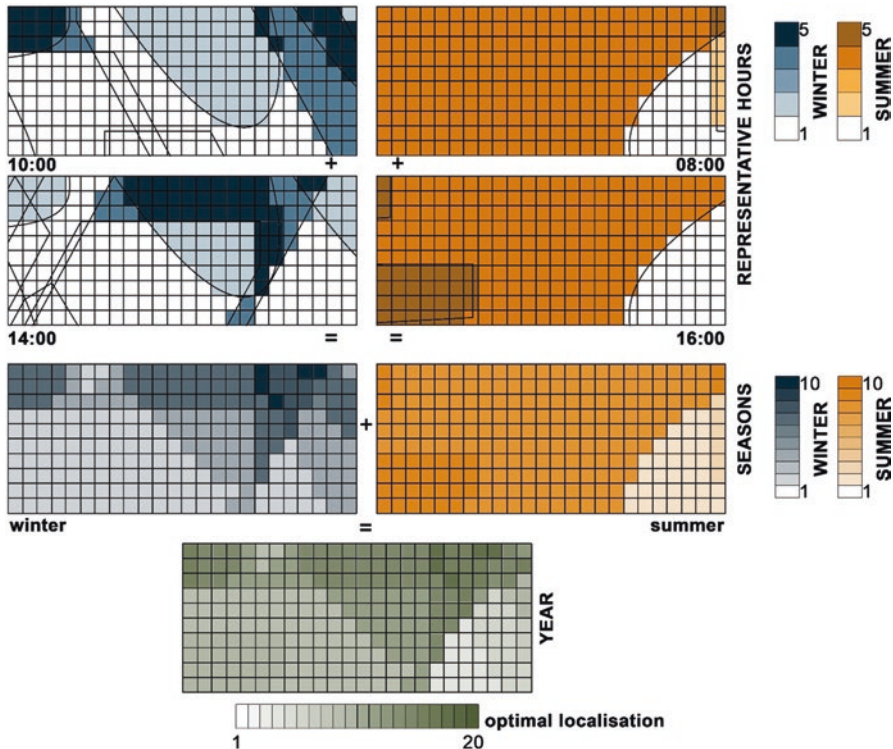 10:00
+
+
08:00
14:00
=
=
16:00
REPRESENTATIVE HOURS
5
1
WINTER
5
1
SUMMER
winter
+
=
summer
SEASONS
10
1
WINTER
10
1
SUMMER
YEAR
optimal localisation
1
20